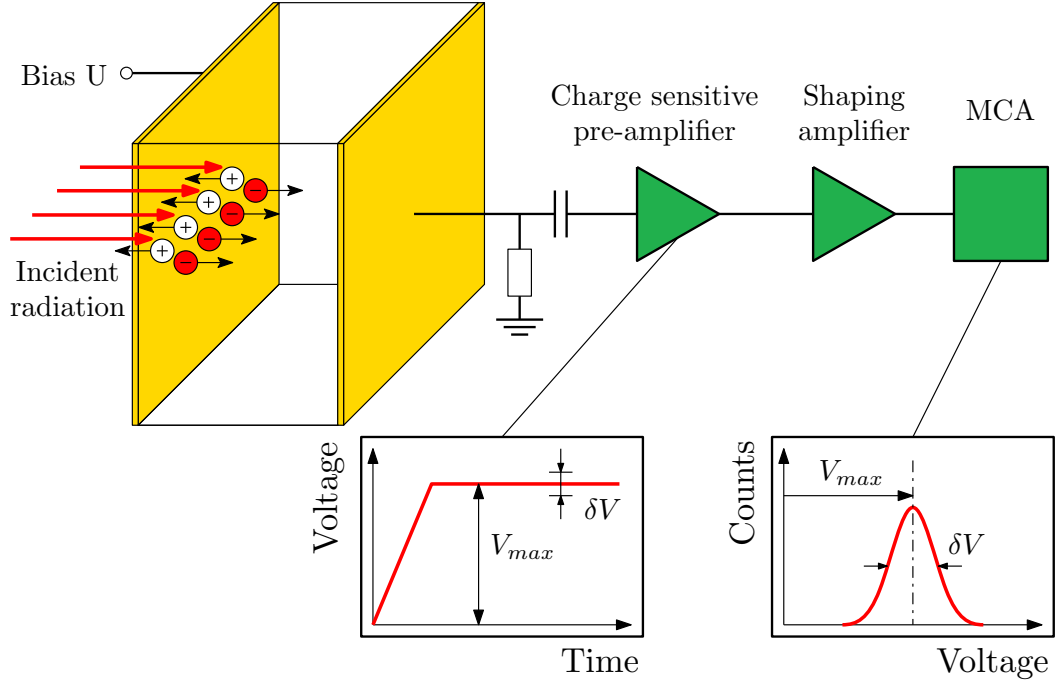 Bias U
Charge sensitive
pre-amplifier
Shaping
amplifier
MCA
+
−
+
−
+
−
+
−
Incident
radiation
Voltage
δV
V_max
Time
Counts
V_max
δV
Voltage